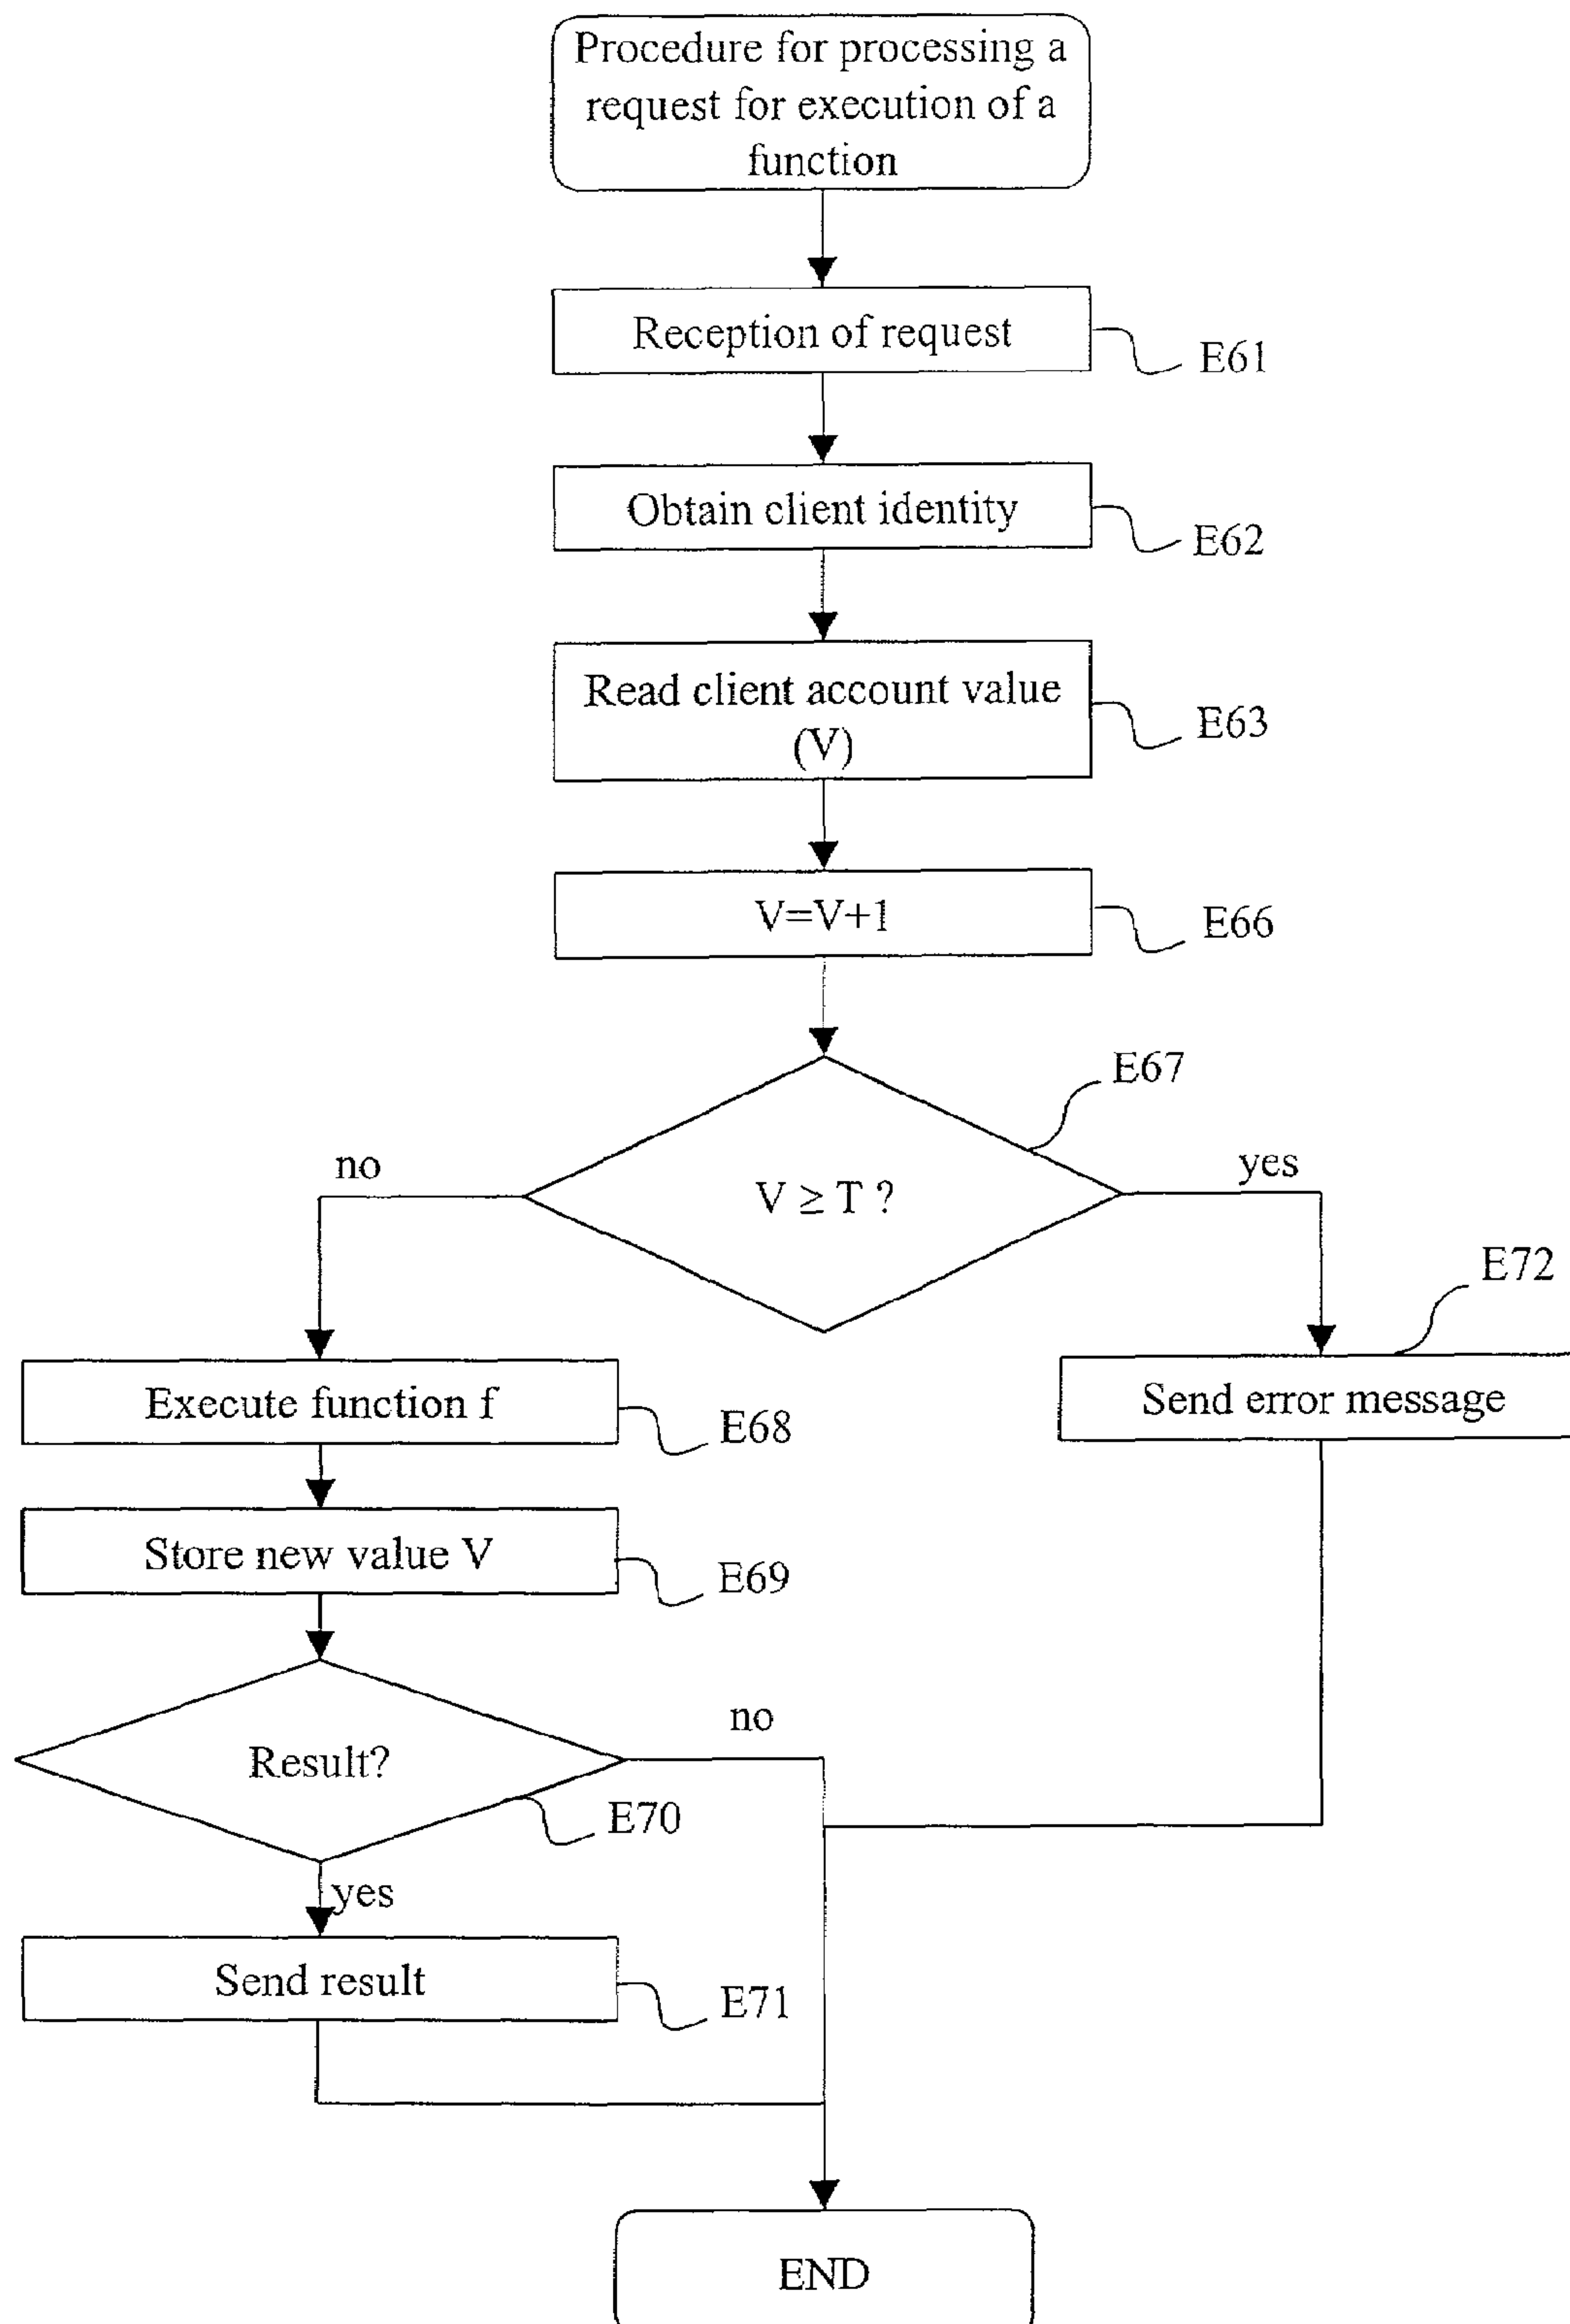 Procedure for processing a
request for execution of a
function
Reception of request
E61
Obtain client identity
E62
Read client account value
(V)
E63
V=V+1
E66
E67
no
V ≥ T ?
yes
E72
Execute function f
E68
Send error message
Store new value V
E69
no
Result?
E70
yes
Send result
E71
END